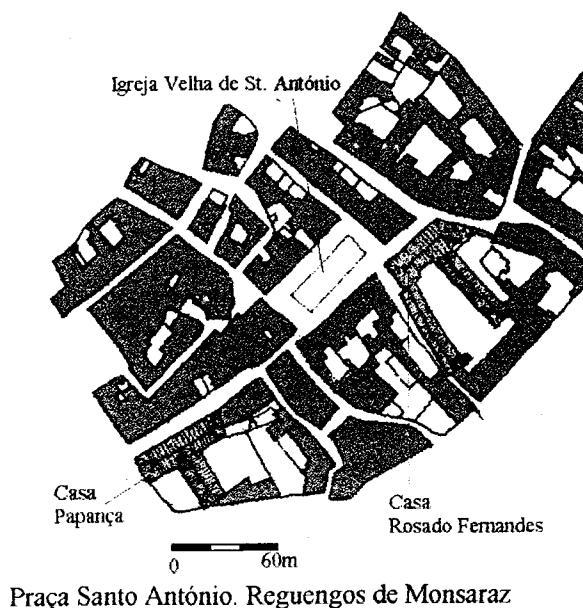 Igreja Velha de St. António
Casa
Papança
Casa
Rosado Fernandes
0
60m
Praça Santo António. Reguengos de Monsaraz